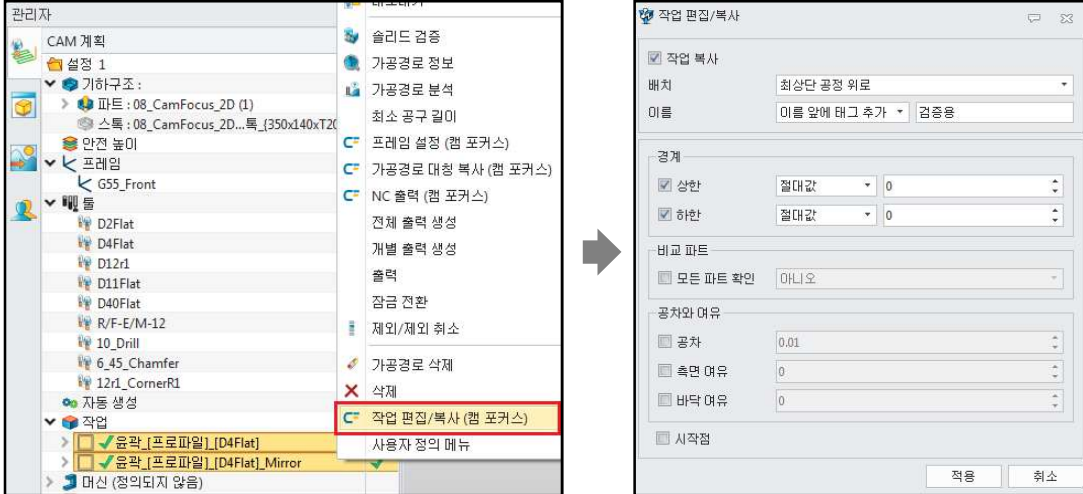 관리자
CAM 계획
설정 1
기하구조 :
파트 : 08_CamFocus_2D (1)
스톡 : 08_CamFocus_2D...톡_{350x140xT20
안전 높이
프레임
G55_Front
툴
D2Flat
D4Flat
D12r1
D11Flat
D40Flat
R/F-E/M-12
10_Drill
6_45_Chamfer
12r1_CornerR1
자동 생성
작업
윤곽_[프로파일]_[D4Flat]
윤곽_[프로파일]_[D4Flat]_Mirror
머신 (정의되지 않음)
솔리드 검증
가공경로 정보
가공경로 분석
최소 공구 길이
프레임 설정 (캠 포커스)
가공경로 대칭 복사 (캠 포커스)
NC 출력 (캠 포커스)
전체 출력 생성
개별 출력 생성
출력
잠금 전환
제외/제외 취소
가공경로 삭제
삭제
작업 편집/복사 (캠 포커스)
사용자 정의 메뉴
작업 편집/복사
작업 복사
배치 최상단 공정 위로
이름 이름 앞에 태그 추가 검증용
경계
상한 절대값 0
하한 절대값 0
비교 파트
모든 파트 확인 아니오
공차와 여유
공차 0.01
측면 여유 0
바닥 여유 0
시작점
적용 취소